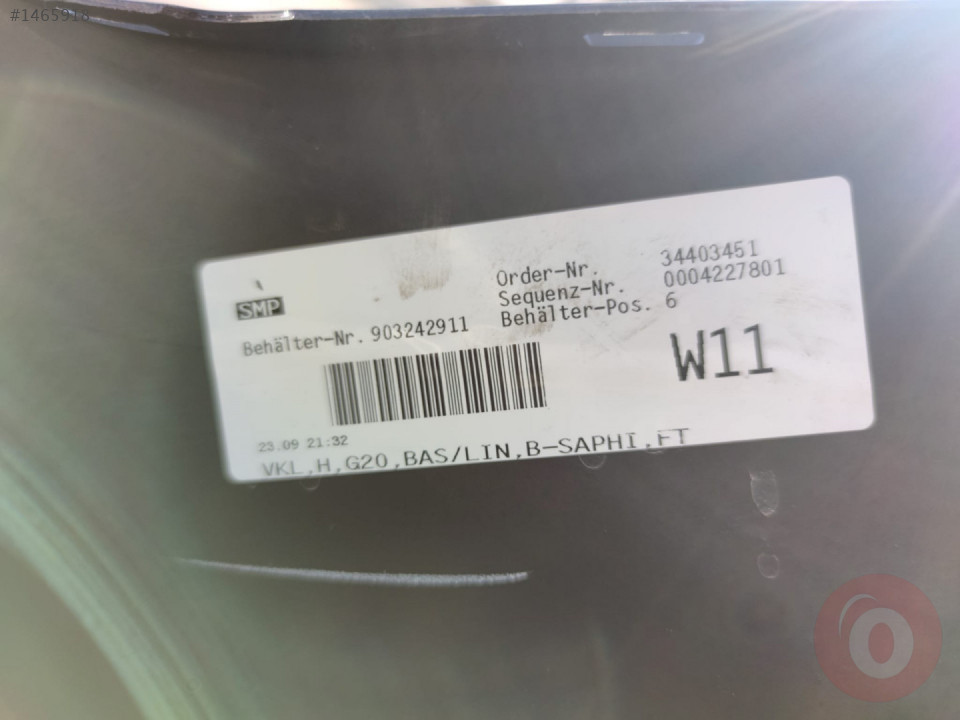 #1465918
SMP
Order-Nr. 34403451
Sequenz-Nr. 0004227801
Behälter-Pos. 6
Behälter-Nr. 903242911
W11
23.09 21:32
VKL,H,G20,BAS/LIN,B-SAPHI,FT
O